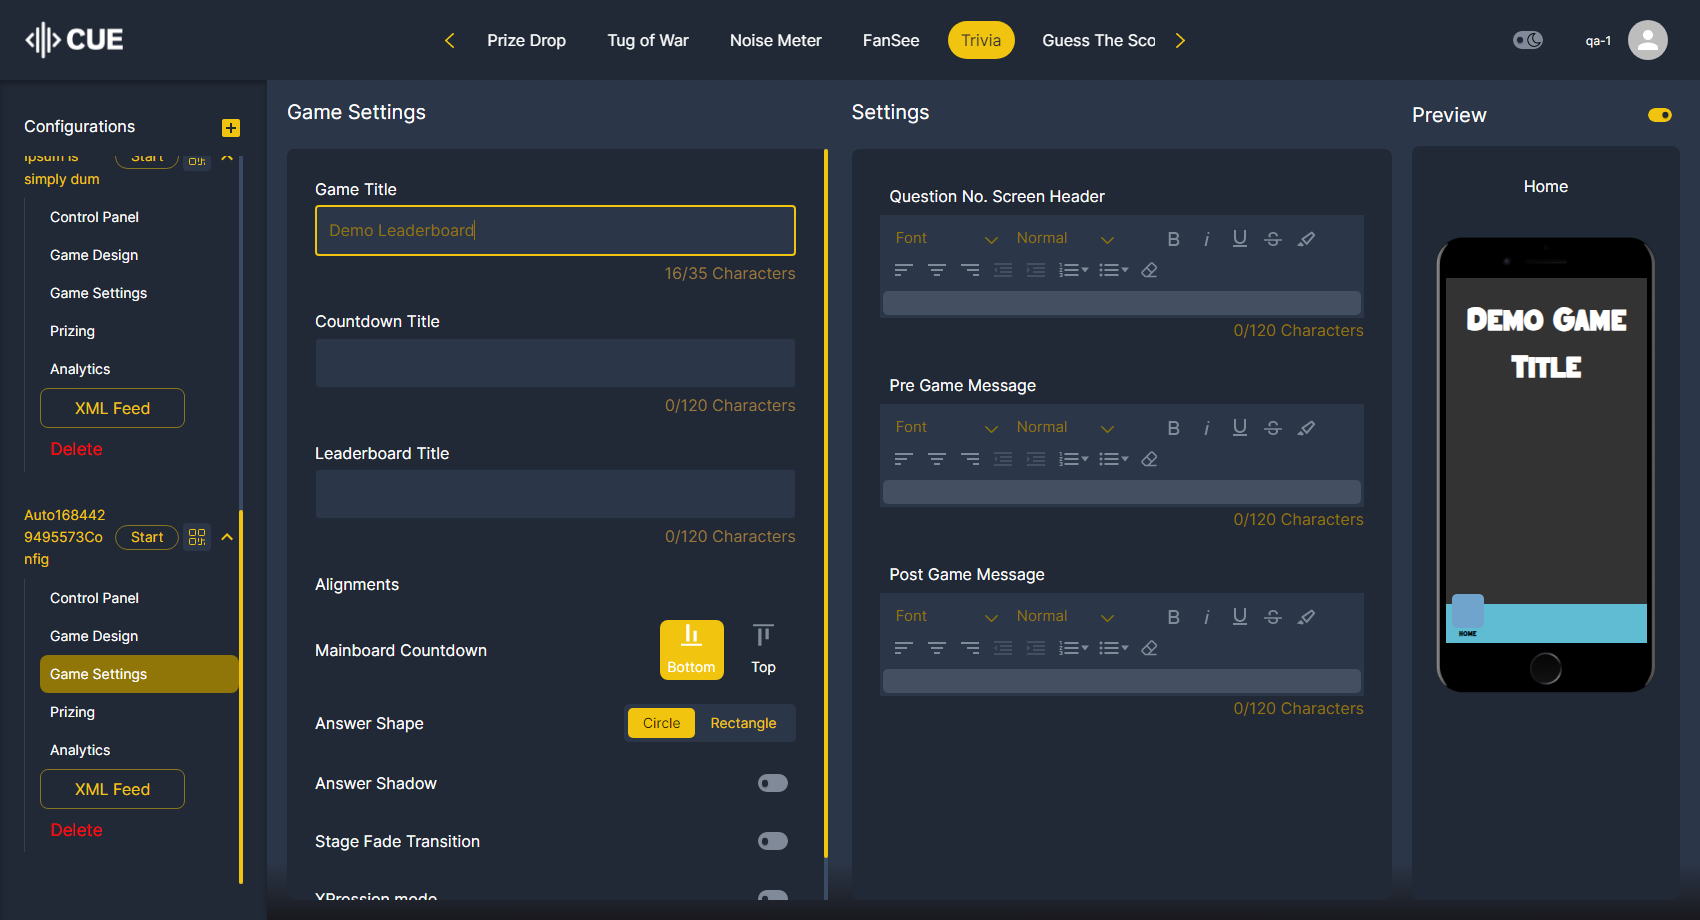 CUE
Prize Drop
Tug of War
Noise Meter
FanSee
Trivia
Guess The Sco
qa-1
Configurations
Ipsum is
simply dum
Start
Control Panel
Game Design
Game Settings
Prizing
Analytics
XML Feed
Delete
Auto168442
9495573Co
nfig
Start
Control Panel
Game Design
Game Settings
Prizing
Analytics
XML Feed
Delete
Game Settings
Game Title
Demo Leaderboard
16/35 Characters
Countdown Title
0/120 Characters
Leaderboard Title
0/120 Characters
Alignments
Mainboard Countdown
Bottom
Top
Answer Shape
Circle
Rectangle
Answer Shadow
Stage Fade Transition
XPression mode
Settings
Question No. Screen Header
Font
Normal
B i U S
0/120 Characters
Pre Game Message
Font
Normal
B i U S
0/120 Characters
Post Game Message
Font
Normal
B i U S
0/120 Characters
Preview
Home
DEMO GAME
TITLE
HOME